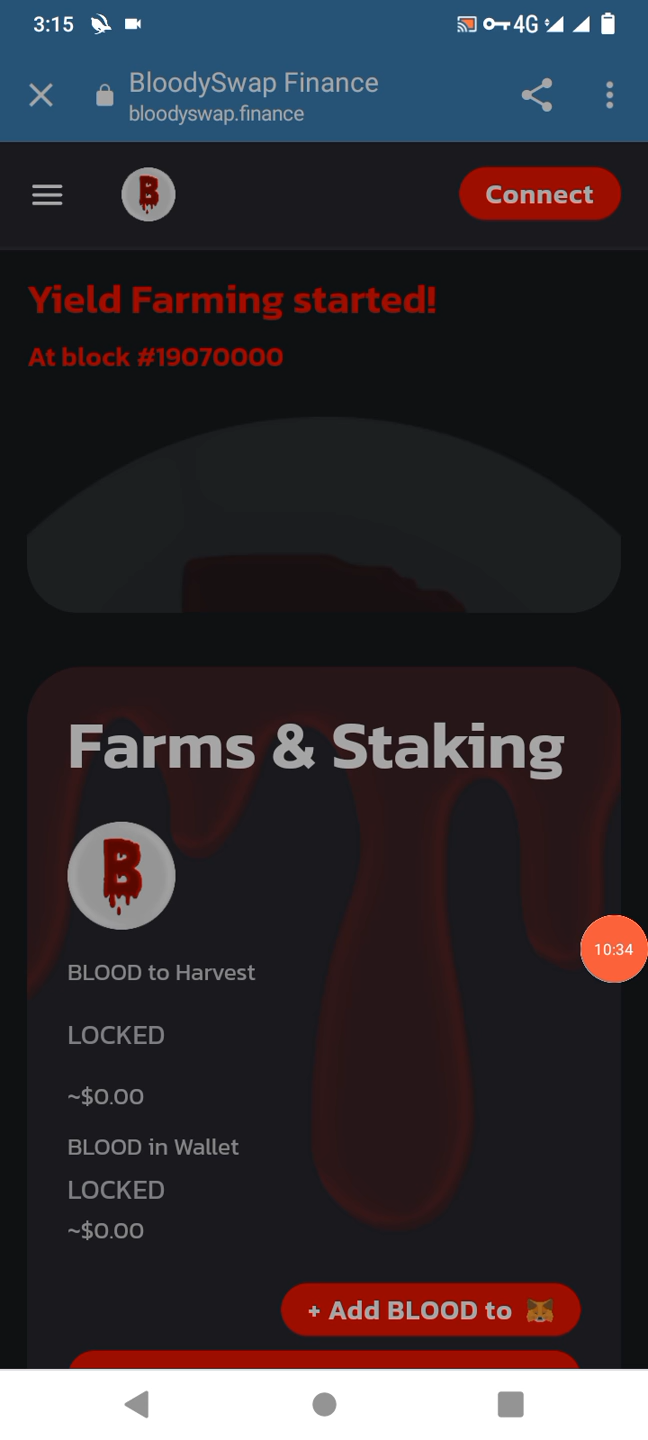 3:15
4G
BloodySwap Finance
bloodyswap.finance
B
Connect
Yield Farming started!
At block #19070000
Farms & Staking
B
10:34
BLOOD to Harvest
LOCKED
~$0.00
BLOOD in Wallet
LOCKED
~$0.00
+ Add BLOOD to